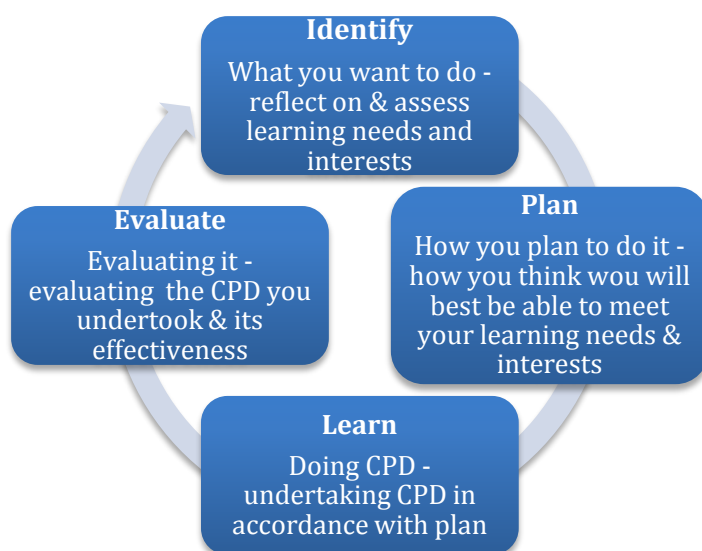 Identify
What you want to do -
reflect on & assess
learning needs and
interests
Plan
How you plan to do it -
how you think wou will
best be able to meet
your learning needs &
interests
Learn
Doing CPD -
undertaking CPD in
accordance with plan
Evaluate
Evaluating it -
evaluating the CPD you
undertook & its
effectiveness